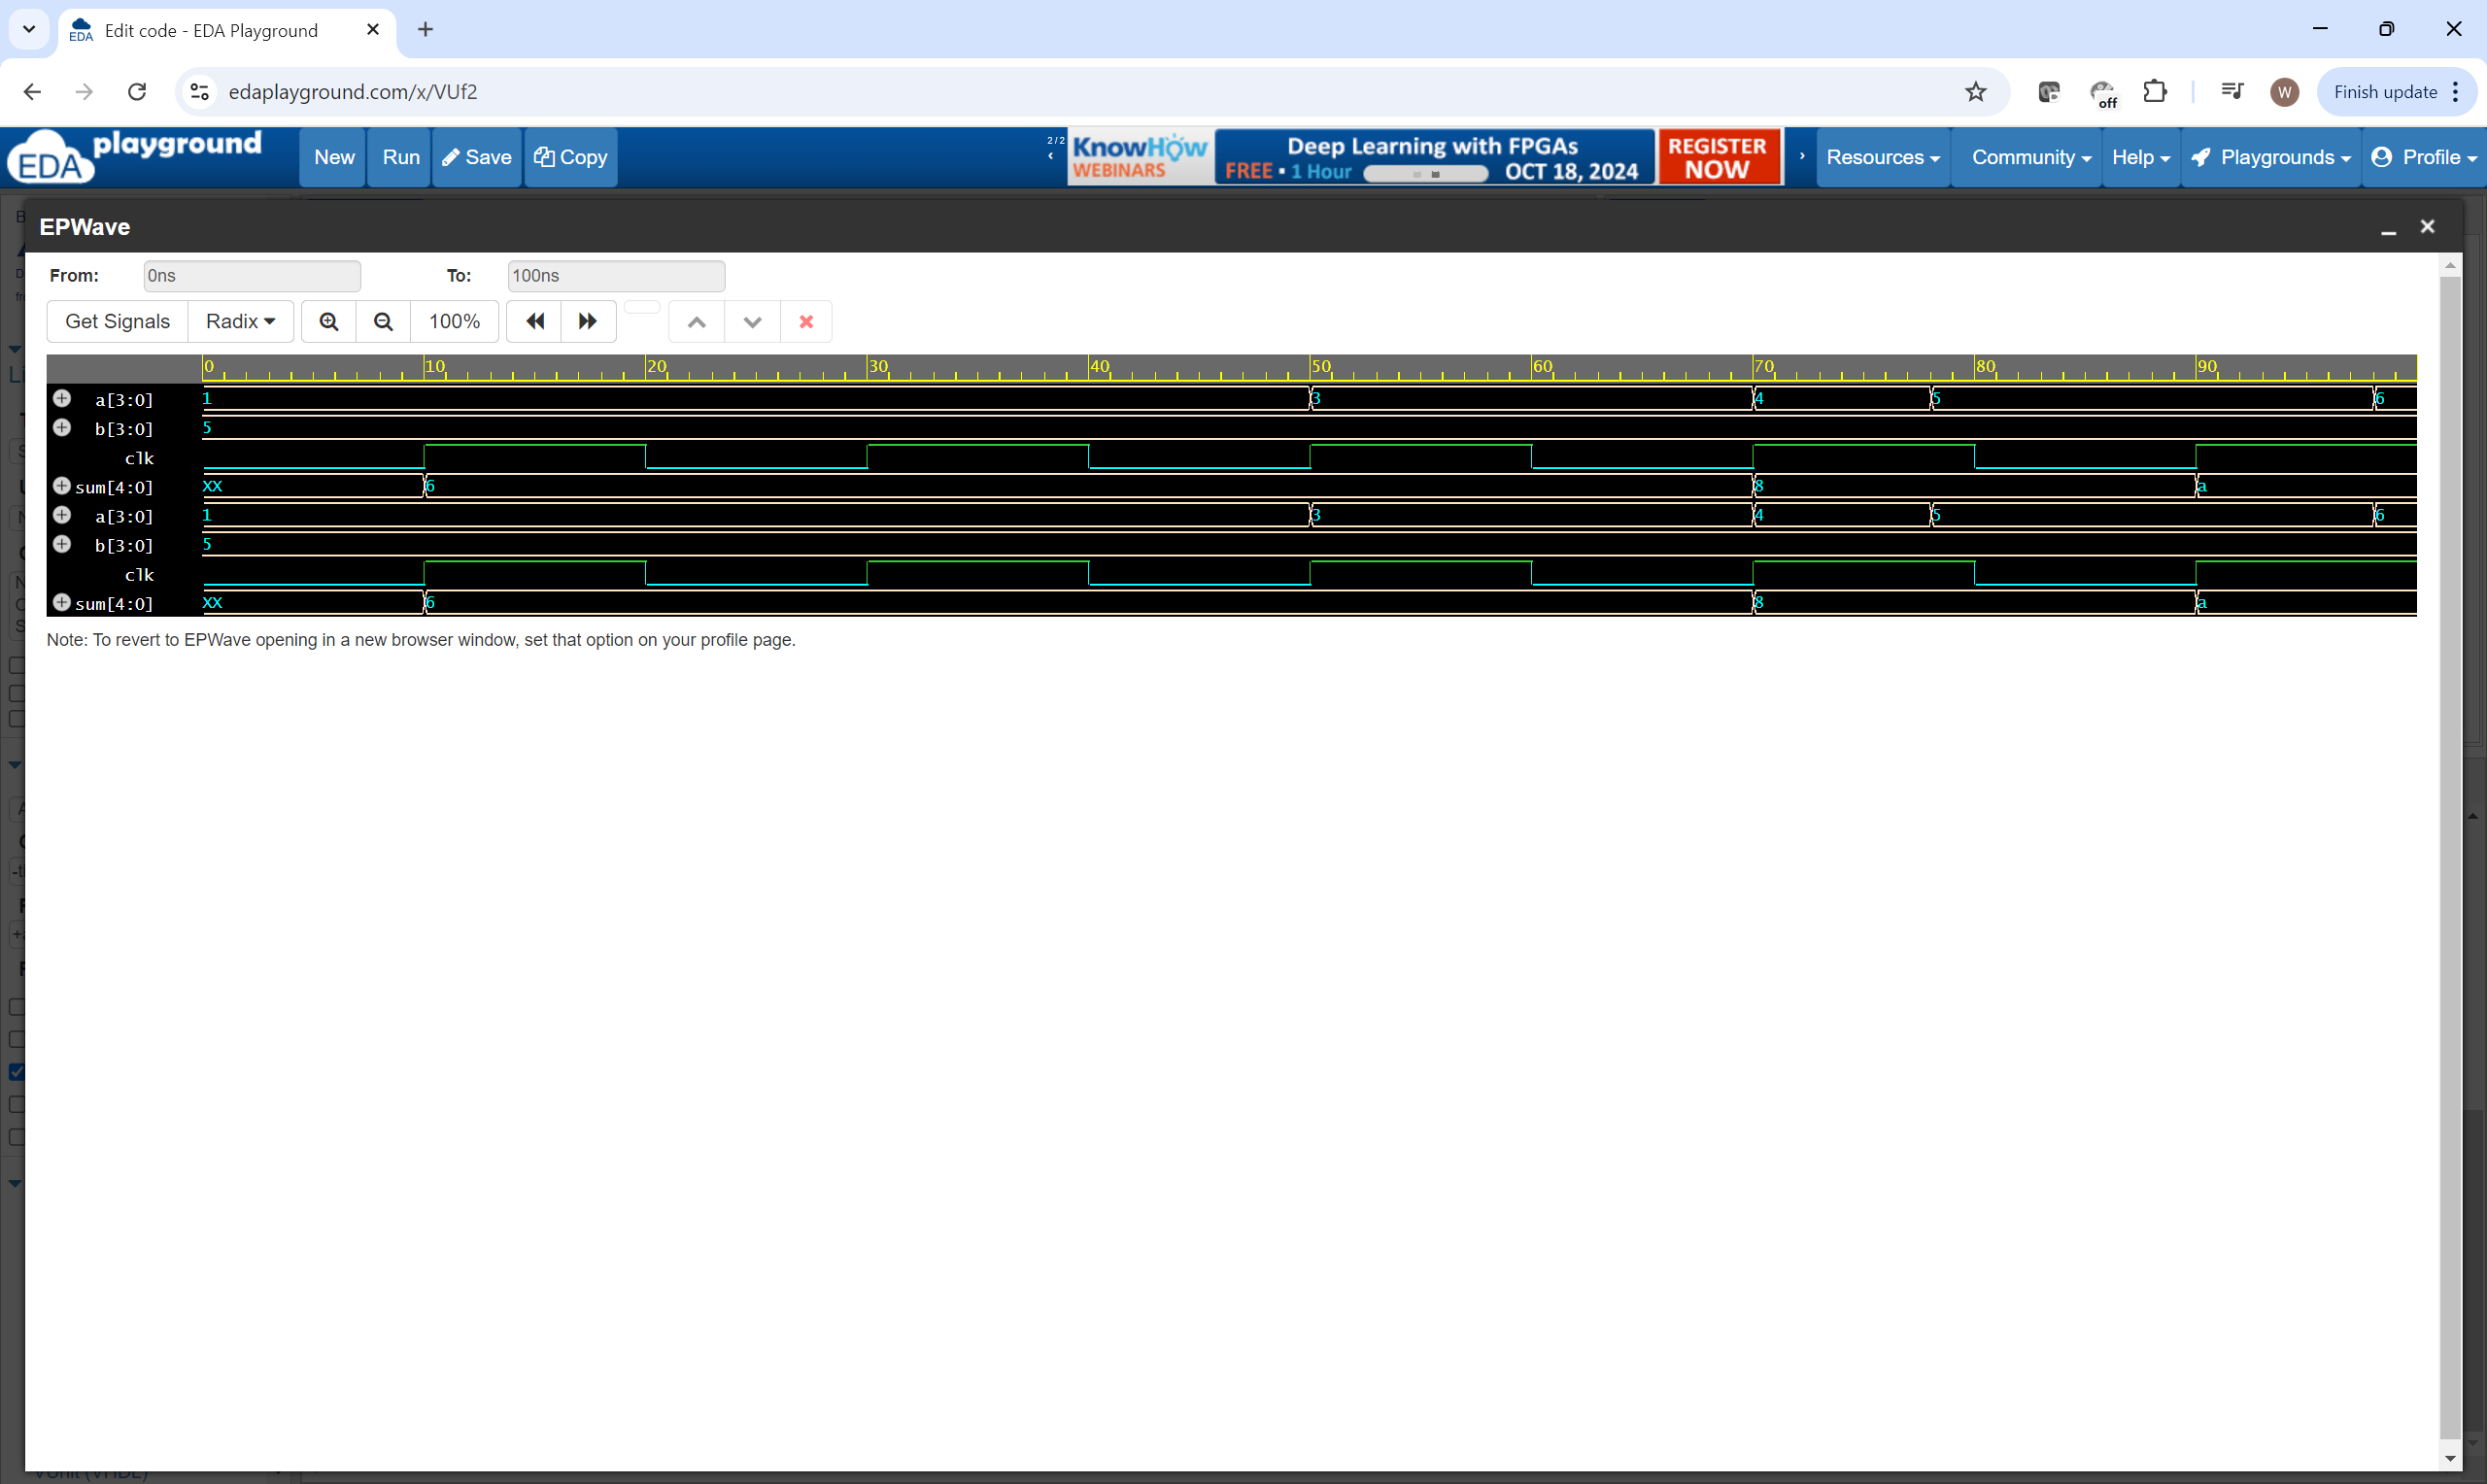 Edit code - EDA Playground
edaplayground.com/x/VUf2
off
W
Finish update
EDA playground
New Run Save Copy
2/2
KnowHow WEBINARS
Deep Learning with FPGAs
FREE • 1 Hour OCT 18, 2024
REGISTER NOW
Resources Community Help Playgrounds Profile
EPWave
From: 0ns To: 100ns
Get Signals Radix 100%
0 10 20 30 40 50 60 70 80 90
a[3:0] 1 3 4 5 6
b[3:0] 5
clk
sum[4:0] XX 6 8 a
a[3:0] 1 3 4 5 6
b[3:0] 5
clk
sum[4:0] XX 6 8 a
Note: To revert to EPWave opening in a new browser window, set that option on your profile page.